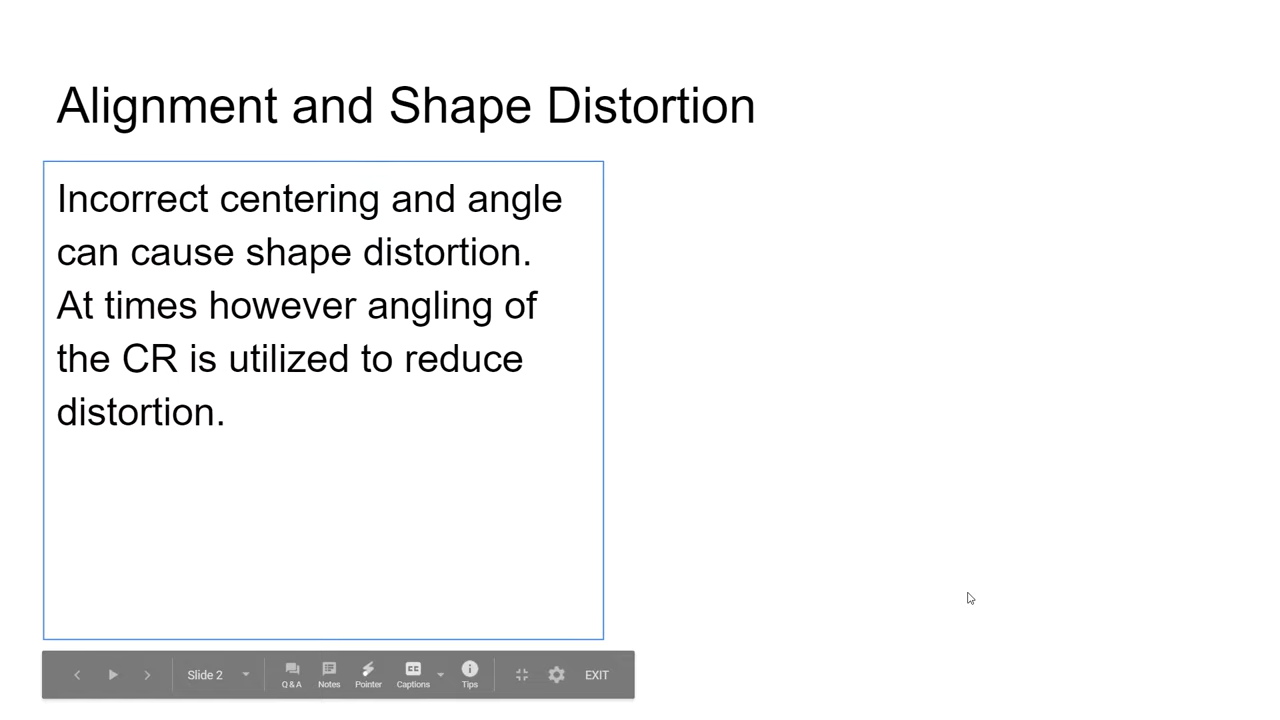 Alignment and Shape Distortion
Incorrect centering and angle
can cause shape distortion.
At times however angling of
the CR is utilized to reduce
distortion.
Slide 2
Q & A
Notes
Pointer
CC
Captions
Tips
EXIT